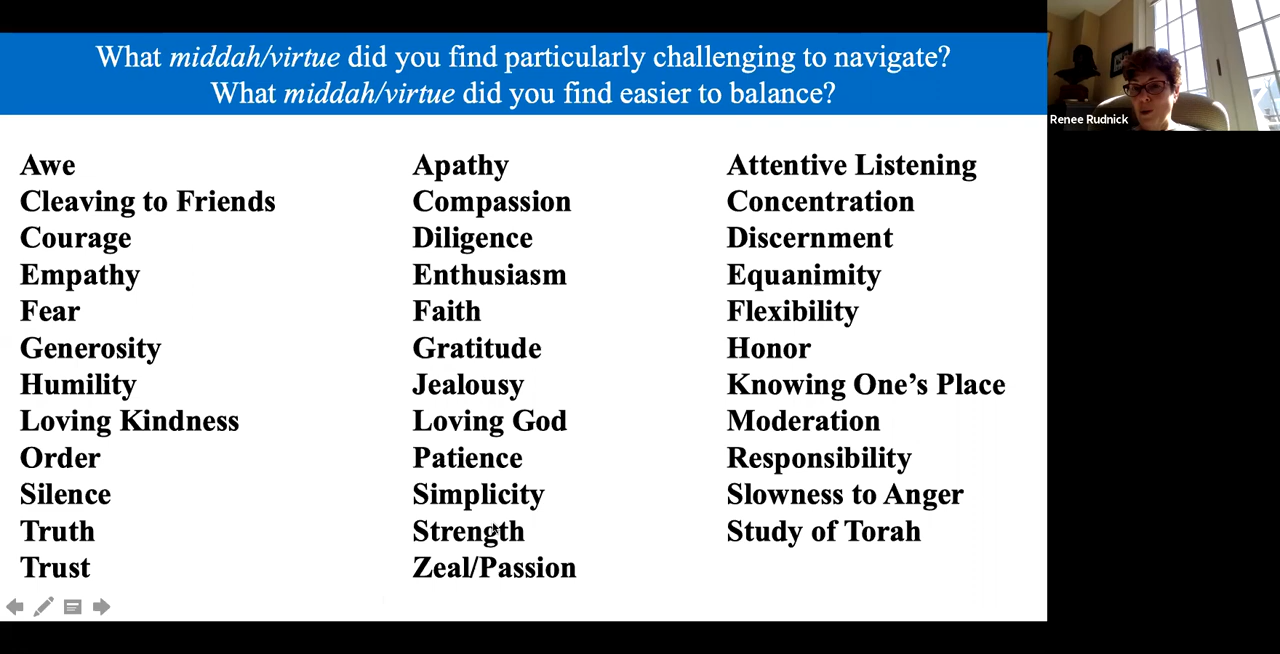 What middah/virtue did you find particularly challenging to navigate?
What middah/virtue did you find easier to balance?
Renee Rudnick
Awe
Cleaving to Friends
Courage
Empathy
Fear
Generosity
Humility
Loving Kindness
Order
Silence
Truth
Trust
Apathy
Compassion
Diligence
Enthusiasm
Faith
Gratitude
Jealousy
Loving God
Patience
Simplicity
Strength
Zeal/Passion
Attentive Listening
Concentration
Discernment
Equanimity
Flexibility
Honor
Knowing One’s Place
Moderation
Responsibility
Slowness to Anger
Study of Torah